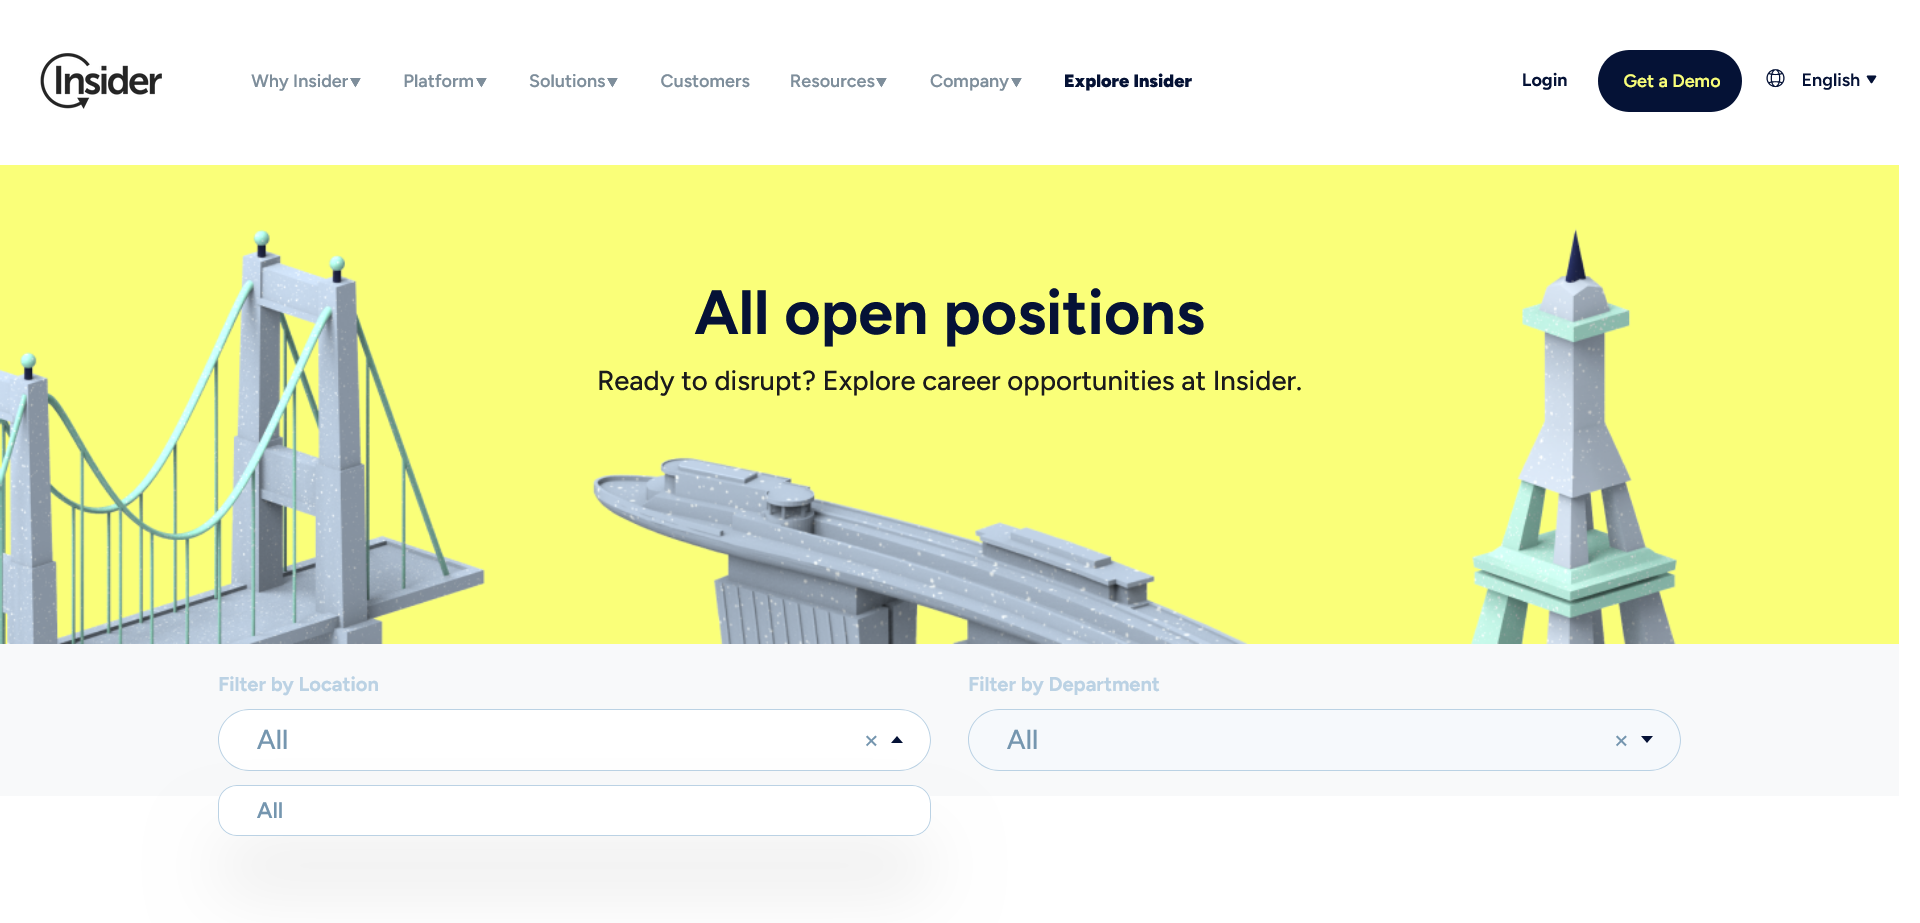 Insider
Why Insider
Platform
Solutions
Customers
Resources
Company
Explore Insider
Login
Get a Demo
English
All open positions
Ready to disrupt? Explore career opportunities at Insider.
Filter by Location
Filter by Department
All
×
All
×
All